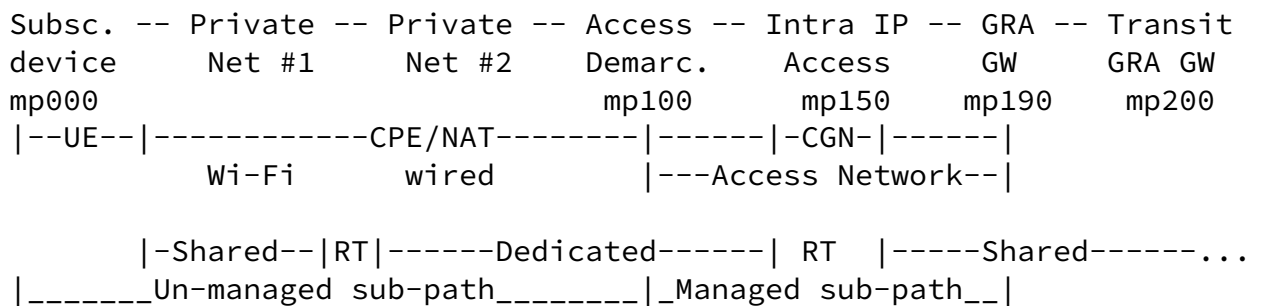 Subsc. -- Private -- Private -- Access -- Intra IP -- GRA -- Transit
device     Net #1     Net #2    Demarc.    Access     GW     GRA GW
mp000                            mp100      mp150    mp190    mp200
|--UE--|------------CPE/NAT--------|------|-CGN-|------|
          Wi-Fi      wired         |---Access Network--|
       |-Shared--|RT|------Dedicated------| RT  |-----Shared------...
|_______Un-managed sub-path________|_Managed sub-path__|